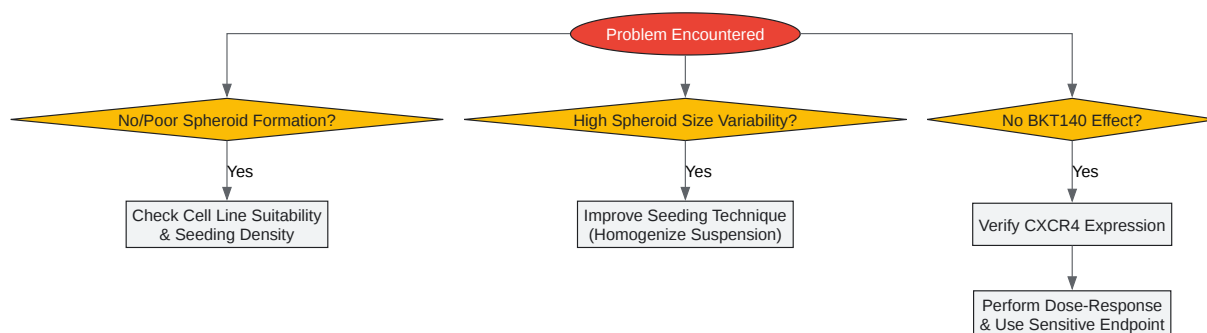 Problem Encountered
No/Poor Spheroid Formation?
High Spheroid Size Variability?
No BKT140 Effect?
Yes
Yes
Yes
Check Cell Line Suitability
& Seeding Density
Improve Seeding Technique
(Homogenize Suspension)
Verify CXCR4 Expression
Perform Dose-Response
& Use Sensitive Endpoint